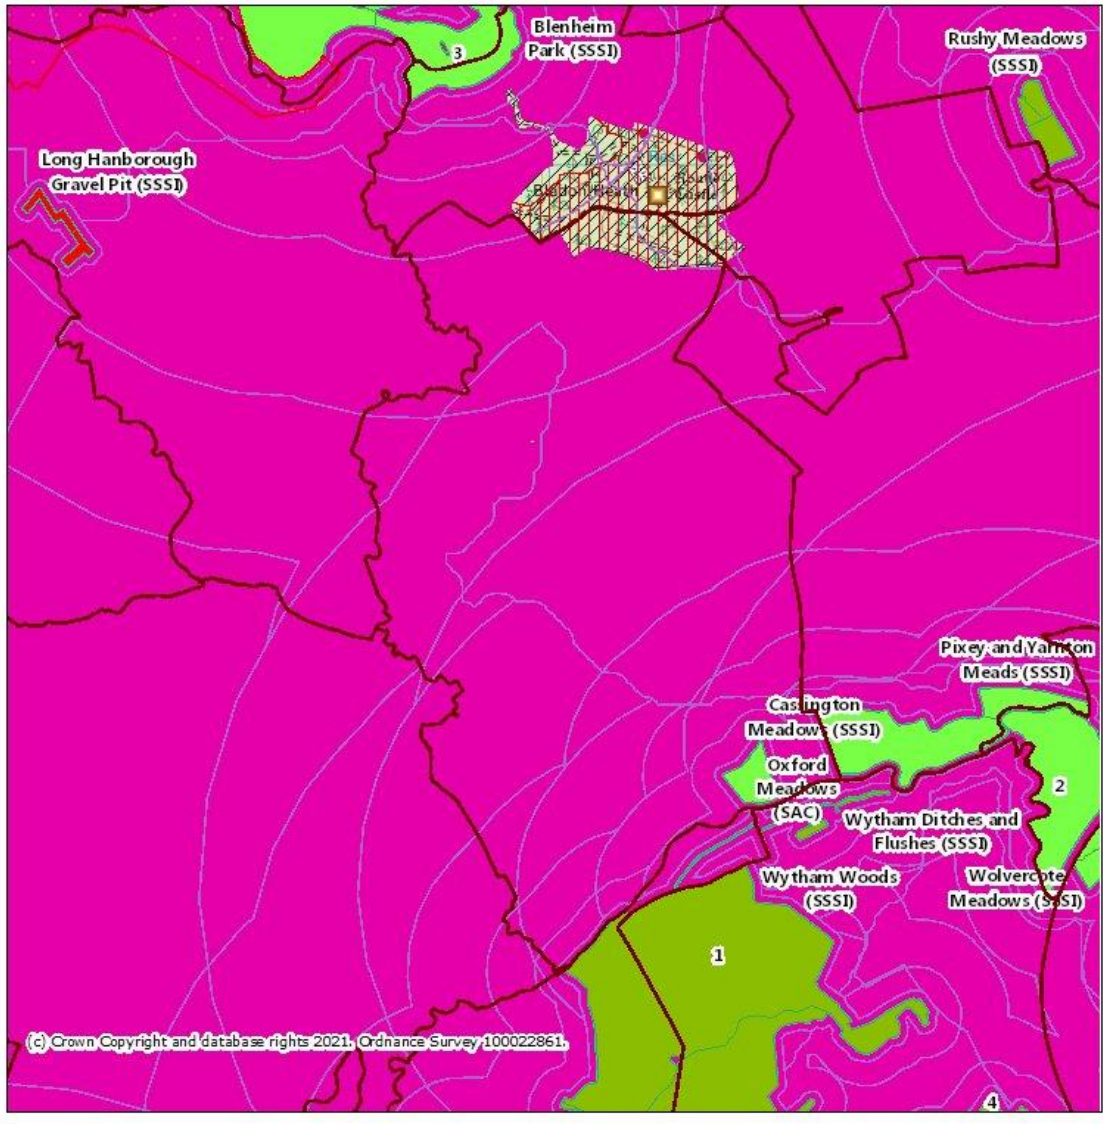 Blenheim
Park (SSSI)
3
Rushy Meadows
(SSSI)
Long Hanborough
Gravel Pit (SSSI)
Bladon Heath
Pixey and Yarnton
Meads (SSSI)
Cassington
Meadows (SSSI)
Oxford
Meadows
(SAC)
2
Wytham Ditches and
Flushes (SSSI)
Wytham Woods
(SSSI)
Wolvercote
Meadows (SSSI)
1
(c) Crown Copyright and database rights 2021. Ordnance Survey 100022861.
4